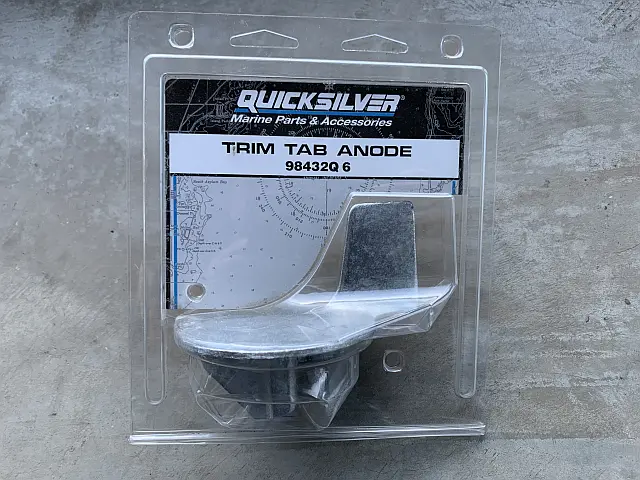 QUICKSILVER®
Marine Parts & Accessories
TRIM TAB ANODE
98432Q 6